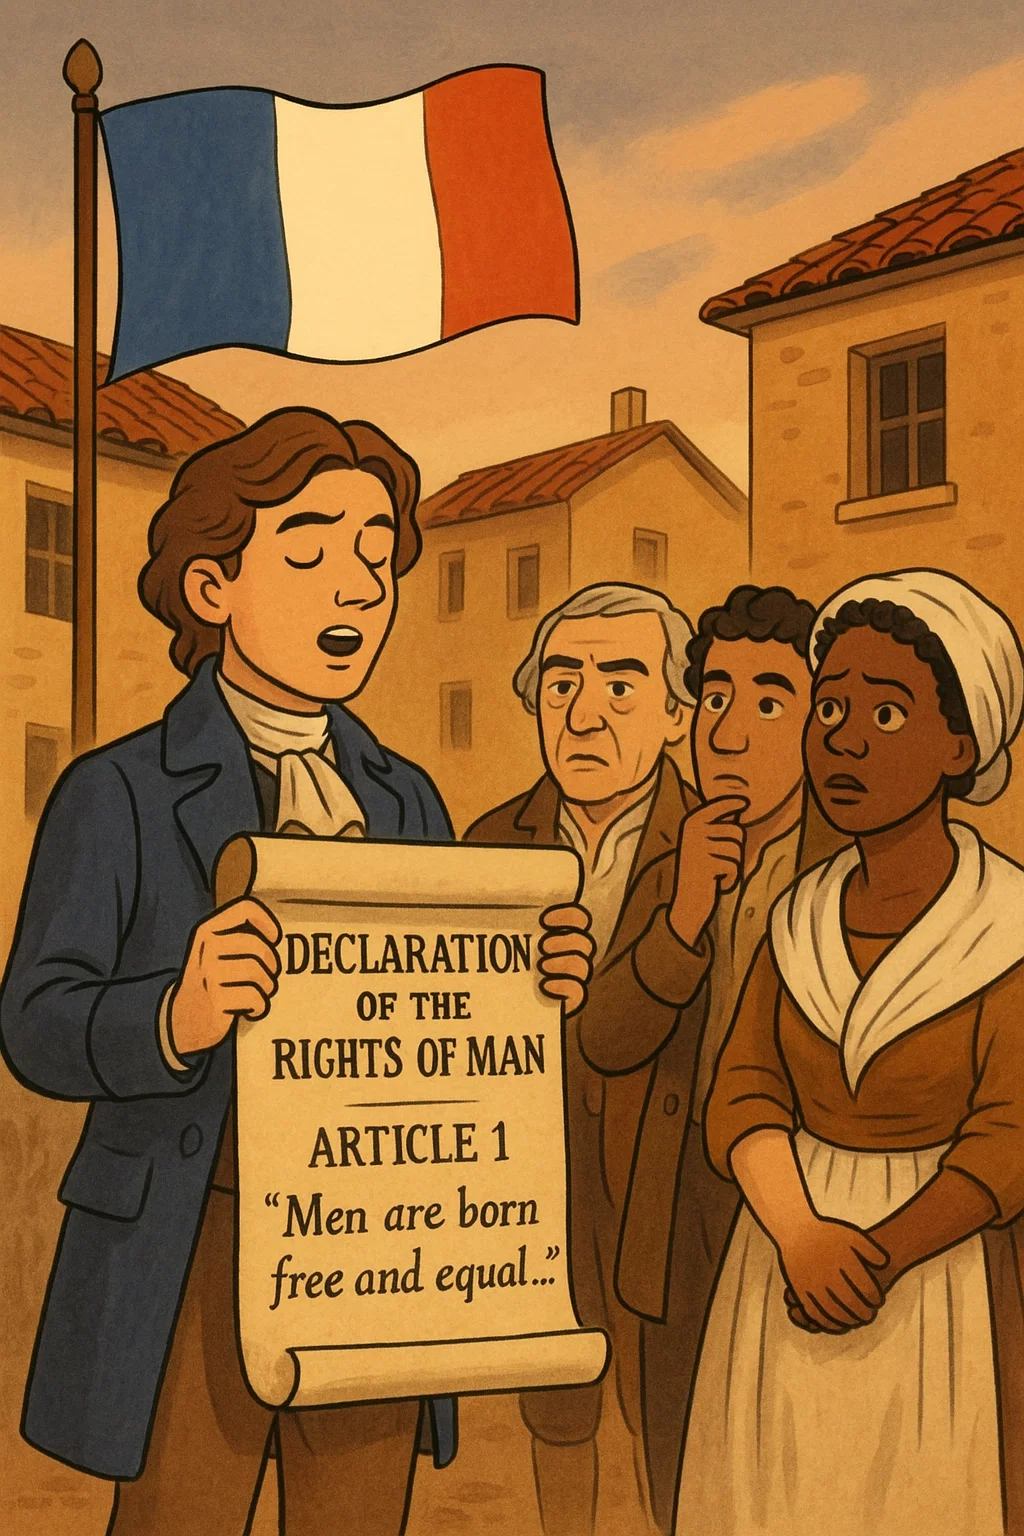 DECLARATION
OF THE
RIGHTS OF MAN
ARTICLE 1
“Men are born
free and equal...”